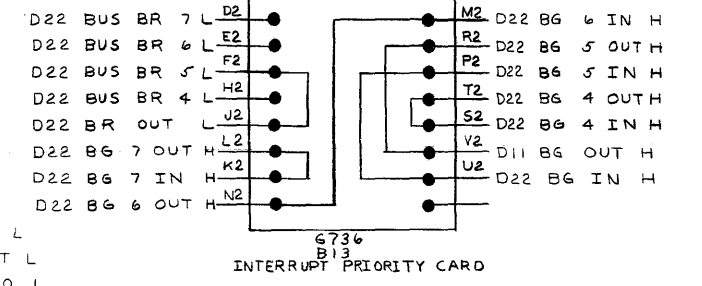 D22 BUS BR 7 L D2
D22 BUS BR 6 L E2
D22 BUS BR 5 L F2
D22 BUS BR 4 L H2
D22 BR OUT L J2
D22 BG 7 OUT H L2
D22 BG 7 IN H K2
D22 BG 6 OUT H N2
M2 D22 BG 6 IN H
R2 D22 BG 5 OUT H
P2 D22 BG 5 IN H
T2 D22 BG 4 OUT H
S2 D22 BG 4 IN H
V2 D11 BG OUT H
U2 D22 BG IN H
L
T L
G736
B13
INTERRUPT PRIORITY CARD